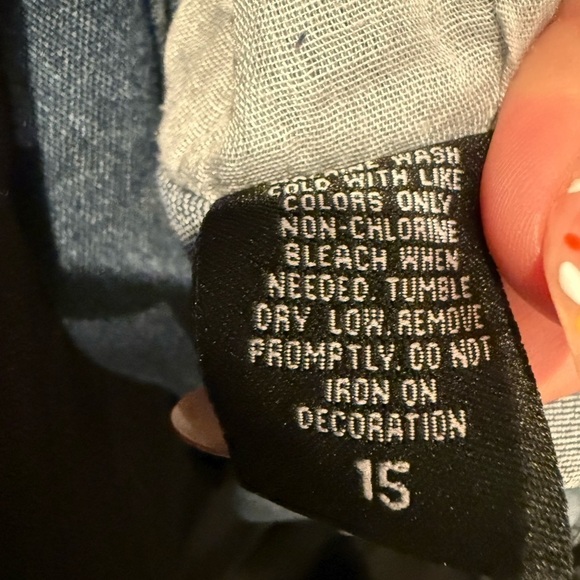 WASH
COLD WITH LIKE
COLORS ONLY
NON-CHLORINE
BLEACH WHEN
NEEDED. TUMBLE
DRY LOW. REMOVE
PROMPTLY. DO NOT
IRON ON
DECORATION
15